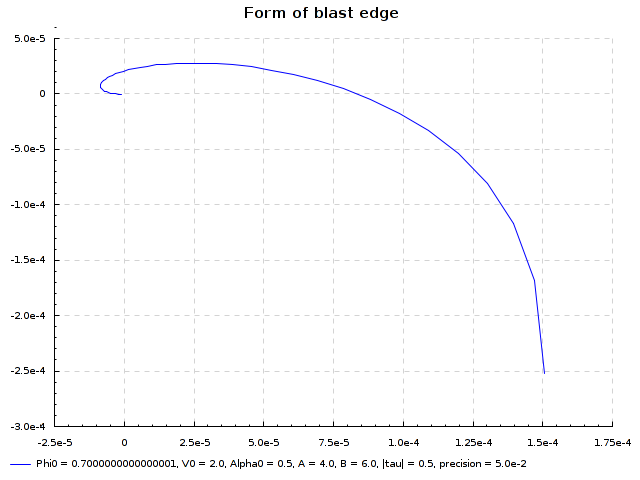 Form of blast edge
5.0e-5
0
-5.0e-5
-1.0e-4
-1.5e-4
-2.0e-4
-2.5e-4
-3.0e-4
-2.5e-5 0 2.5e-5 5.0e-5 7.5e-5 1.0e-4 1.25e-4 1.5e-4 1.75e-4
Phi0 = 0.7000000000000001, V0 = 2.0, Alpha0 = 0.5, A = 4.0, B = 6.0, |tau| = 0.5, precision = 5.0e-2